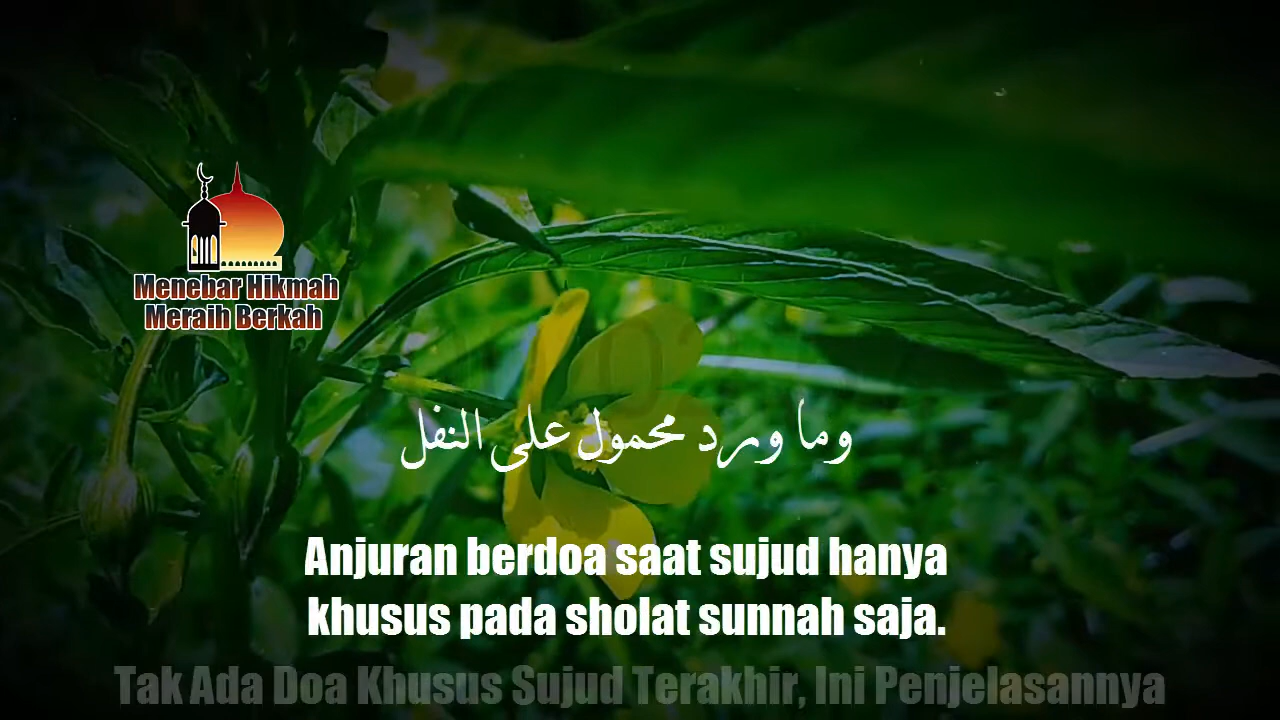 Menebar Hikmah
Meraih Berkah
وما ورد محمول على النفل
Anjuran berdoa saat sujud hanya
khusus pada sholat sunnah saja.
Tak Ada Doa Khusus Sujud Terakhir, Ini Penjelasannya